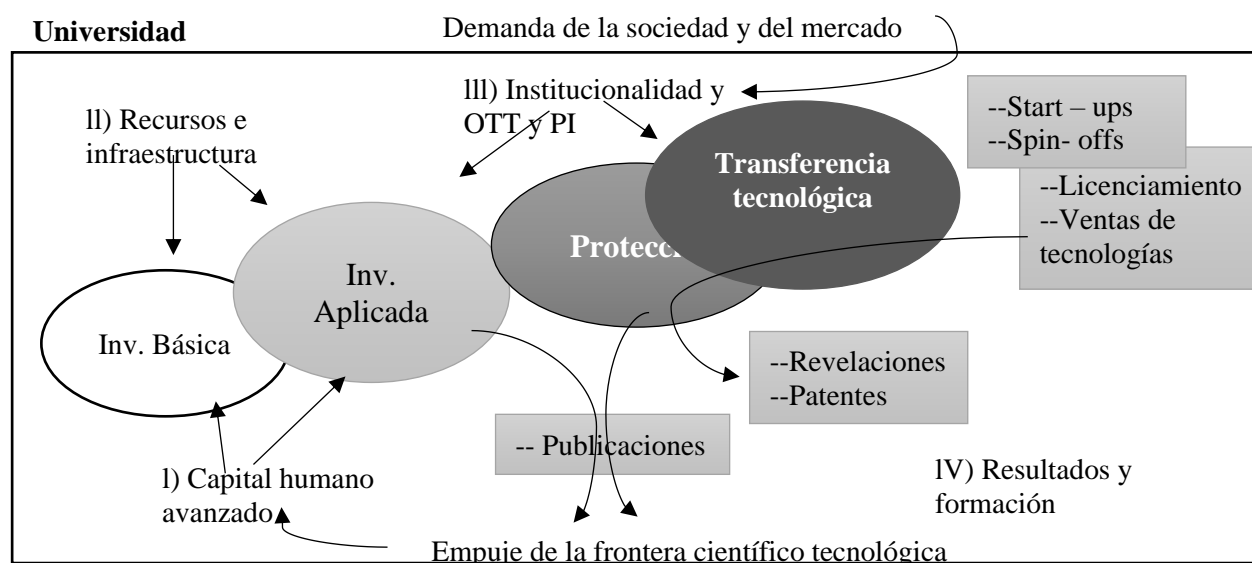 Universidad
Demanda de la sociedad y del mercado
ll) Recursos e
infraestructura
lll) Institucionalidad y
OTT y PI
--Start – ups
--Spin- offs
--Licenciamiento
--Ventas de
tecnologías
Transferencia
tecnológica
Protecci
Inv.
Aplicada
Inv. Básica
--Revelaciones
--Patentes
-- Publicaciones
l) Capital humano
avanzado
lV) Resultados y
formación
Empuje de la frontera científico tecnológica